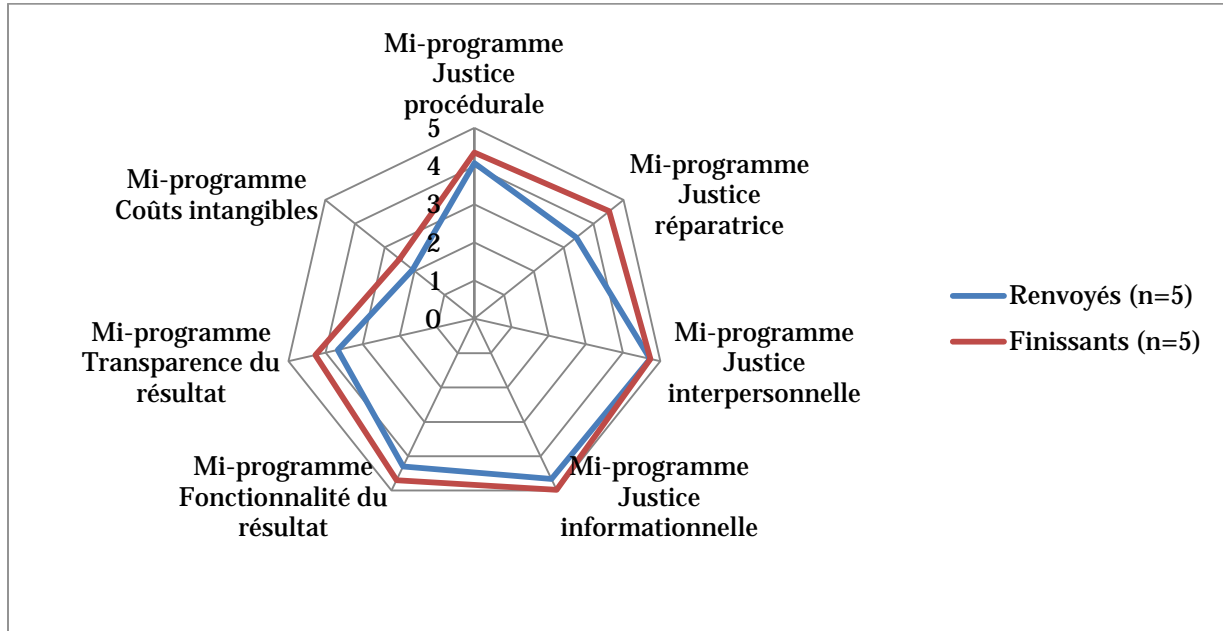 Mi-programme
Justice
procédurale
5
4
3
2
1
0
Mi-programme
Justice
réparatrice
Mi-programme
Justice
interpersonnelle
Mi-programme
Justice
informationnelle
Mi-programme
Fonctionnalité du
résultat
Mi-programme
Transparence du
résultat
Mi-programme
Coûts intangibles
Renvoyés (n=5)
Finissants (n=5)